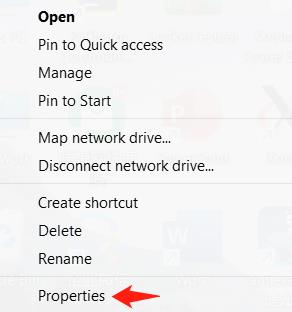 Open
Pin to Quick access
Manage
Pin to Start
Map network drive...
Disconnect network drive...
Create shortcut
Delete
Rename
Properties